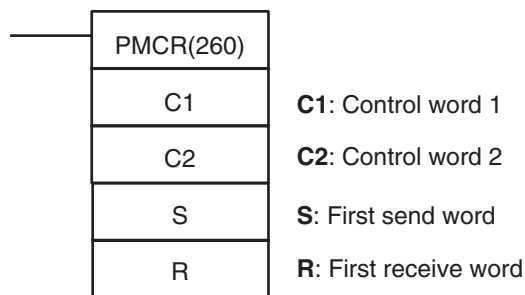 PMCR(260)
C1 C1: Control word 1
C2 C2: Control word 2
S S: First send word
R R: First receive word